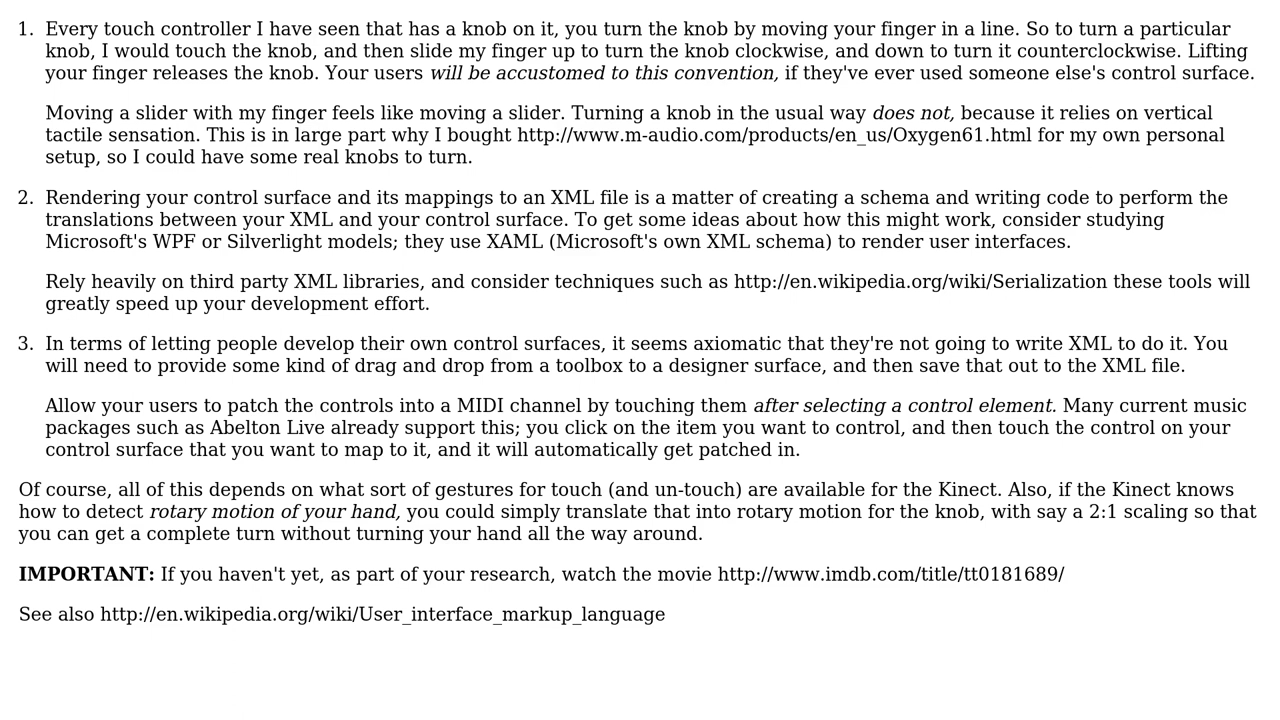 1. Every touch controller I have seen that has a knob on it, you turn the knob by moving your finger in a line. So to turn a particular
knob, I would touch the knob, and then slide my finger up to turn the knob clockwise, and down to turn it counterclockwise. Lifting
your finger releases the knob. Your users will be accustomed to this convention, if they've ever used someone else's control surface.
Moving a slider with my finger feels like moving a slider. Turning a knob in the usual way does not, because it relies on vertical
tactile sensation. This is in large part why I bought http://www.m-audio.com/products/en_us/Oxygen61.html for my own personal
setup, so I could have some real knobs to turn.
2. Rendering your control surface and its mappings to an XML file is a matter of creating a schema and writing code to perform the
translations between your XML and your control surface. To get some ideas about how this might work, consider studying
Microsoft's WPF or Silverlight models; they use XAML (Microsoft's own XML schema) to render user interfaces.
Rely heavily on third party XML libraries, and consider techniques such as http://en.wikipedia.org/wiki/Serialization these tools will
greatly speed up your development effort.
3. In terms of letting people develop their own control surfaces, it seems axiomatic that they're not going to write XML to do it. You
will need to provide some kind of drag and drop from a toolbox to a designer surface, and then save that out to the XML file.
Allow your users to patch the controls into a MIDI channel by touching them after selecting a control element. Many current music
packages such as Abelton Live already support this; you click on the item you want to control, and then touch the control on your
control surface that you want to map to it, and it will automatically get patched in.
Of course, all of this depends on what sort of gestures for touch (and un-touch) are available for the Kinect. Also, if the Kinect knows
how to detect rotary motion of your hand, you could simply translate that into rotary motion for the knob, with say a 2:1 scaling so that
you can get a complete turn without turning your hand all the way around.
IMPORTANT: If you haven't yet, as part of your research, watch the movie http://www.imdb.com/title/tt0181689/
See also http://en.wikipedia.org/wiki/User_interface_markup_language